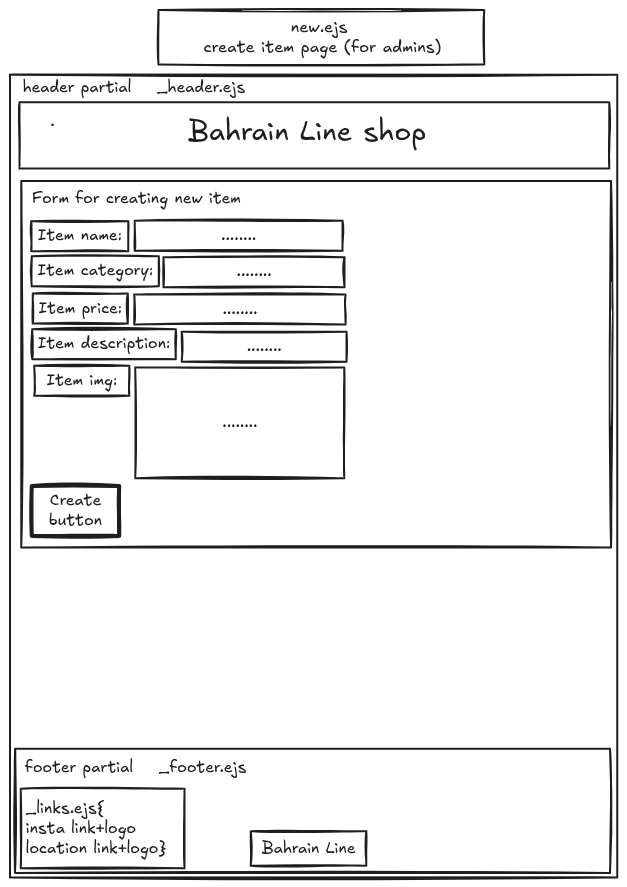 new.ejs
create item page (for admins)
header partial _header.ejs
Bahrain Line shop
Form for creating new item
Item name: ........
Item category: ........
Item price: ........
Item description: ........
Item img: ........
Create
button
footer partial _footer.ejs
_links.ejs{
insta link+logo
location link+logo}
Bahrain Line